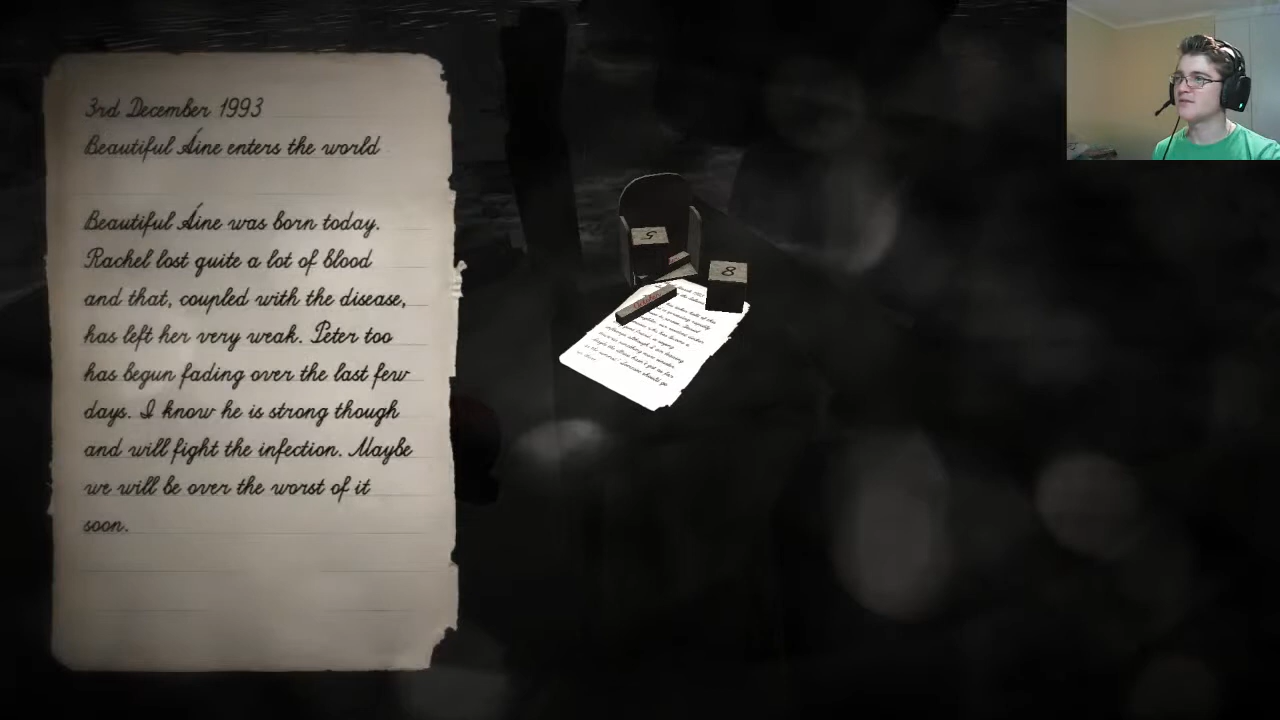 3rd December 1993
Beautiful Áine enters the world
Beautiful Áine was born today.
Rachel lost quite a lot of blood
and that, coupled with the disease,
has left her very weak. Peter too
has begun fading over the last few
days. I know he is strong though
and will fight the infection. Maybe
we will be over the worst of it
soon.
5
8